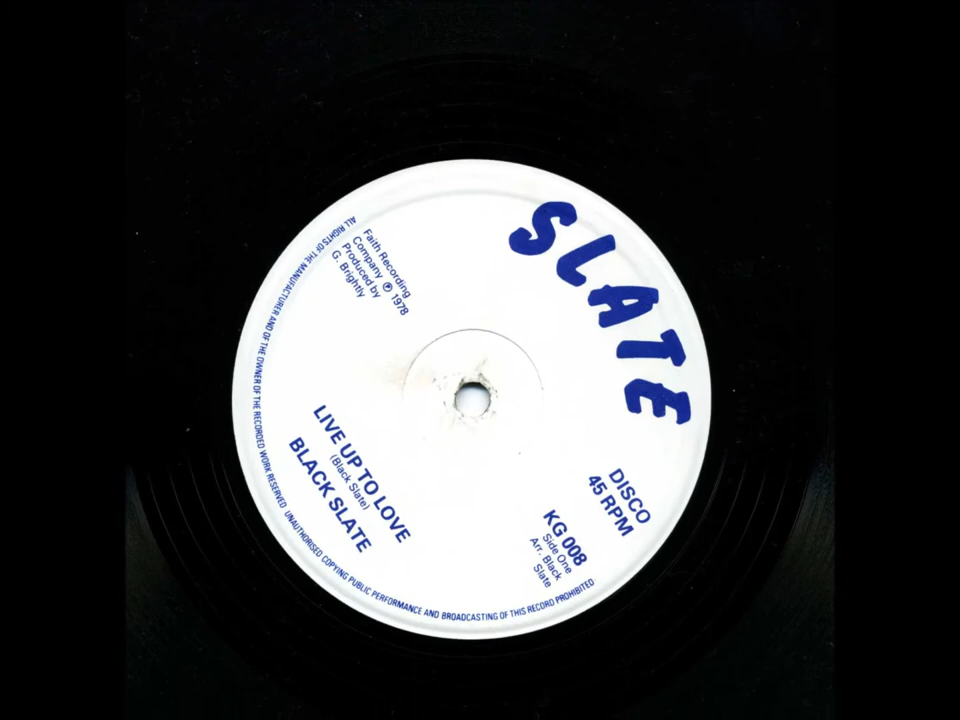 SLATE
Faith Recording
Company ℗ 1978
Produced by
G. Brightly
DISCO
45 RPM
KG 008
Side One
Arr. Black
Slate
LIVE UP TO LOVE
(Black Slate)
BLACK SLATE
ALL RIGHTS OF THE MANUFACTURER AND OF THE OWNER OF THE RECORDED WORK RESERVED UNAUTHORISED COPYING PUBLIC PERFORMANCE AND BROADCASTING OF THIS RECORD PROHIBITED